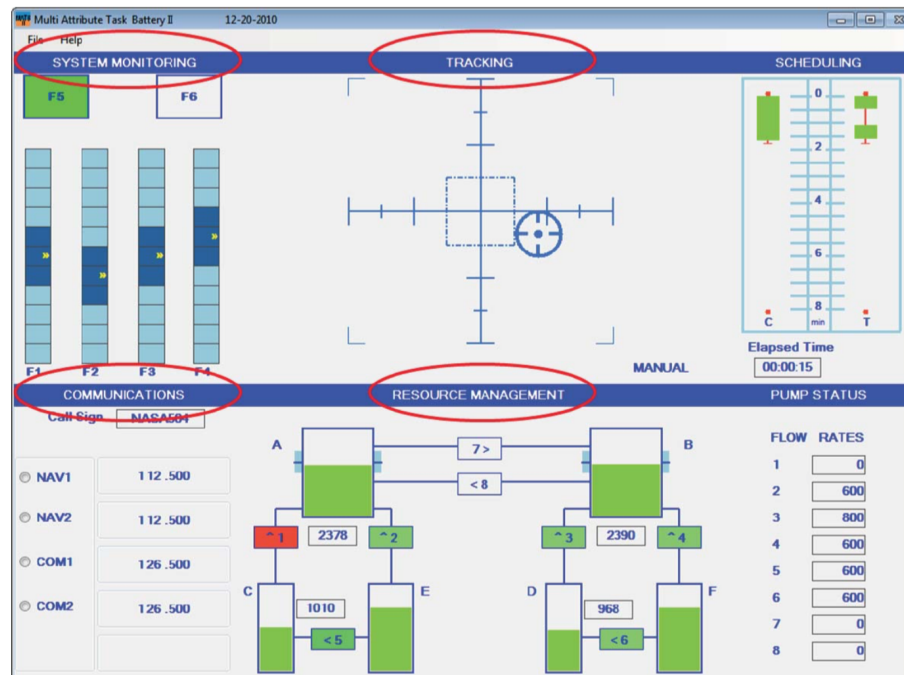 Multi Attribute Task Battery II 12-20-2010
File Help
SYSTEM MONITORING
TRACKING
SCHEDULING
F5 F6
0
2
4
6
8
C min T
F1 F2 F3 F4
MANUAL
Elapsed Time
00:00:15
COMMUNICATIONS
RESOURCE MANAGEMENT
PUMP STATUS
Call Sign NASA504
NAV1 112.500
NAV2 112.500
COM1 126.500
COM2 126.500
A 7> B
<8
^1 2378 ^2 ^3 2390 ^4
C E D F
1010 968
<5 <6
FLOW RATES
1 0
2 600
3 800
4 600
5 600
6 600
7 0
8 0